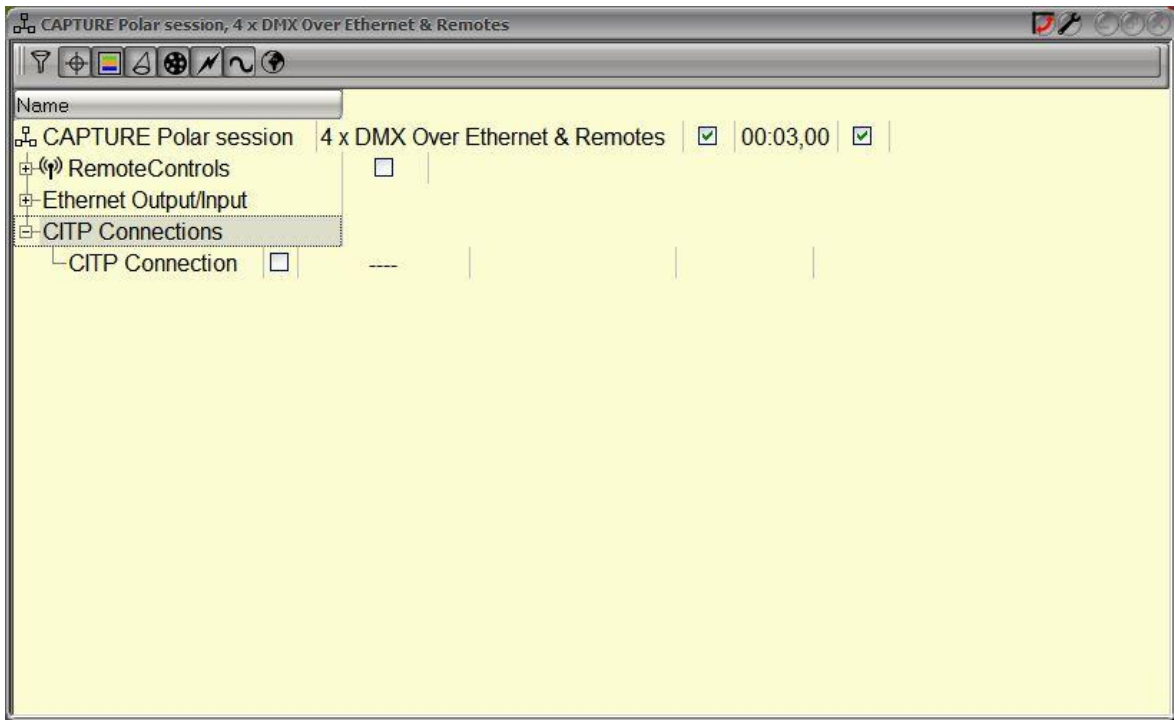 CAPTURE Polar session, 4 x DMX Over Ethernet & Remotes
Name
CAPTURE Polar session 4 x DMX Over Ethernet & Remotes 00:03,00
RemoteControls
Ethernet Output/Input
CITP Connections
CITP Connection ----